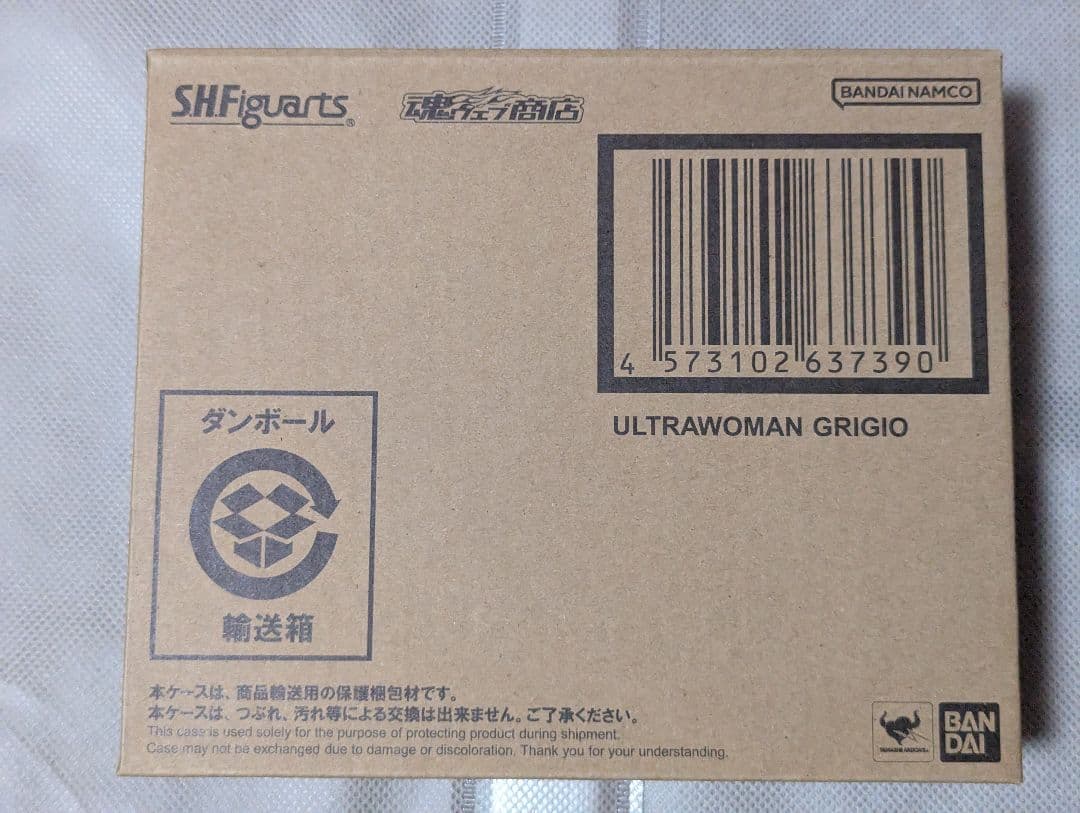 S.H.Figuarts®
魂ウェブ商店
BANDAI NAMCO
4 573102 637390
ULTRAWOMAN GRIGIO
ダンボール
輸送箱
本ケースは、商品輸送用の保護梱包材です。
本ケースは、つぶれ、汚れ等による交換は出来ません。ご了承ください。
This case is used solely for the purpose of protecting product during shipment.
Case may not be exchanged due to damage or discoloration. Thank you for your understanding.
TAMASHII NATIONS
BAN
DAI